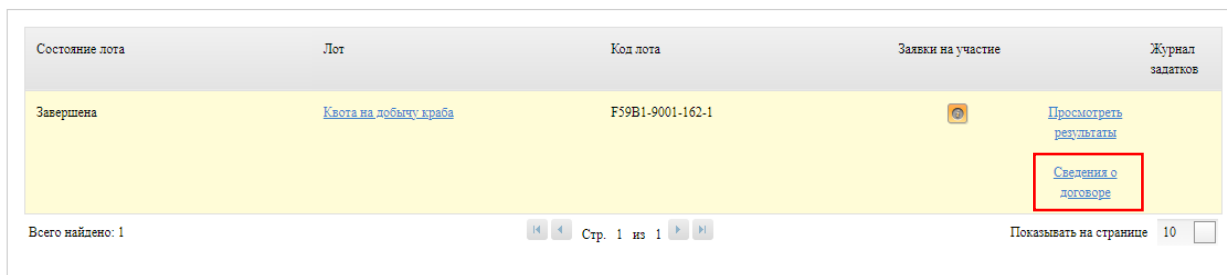 Состояние лота Лот Код лота Заявки на участие Журнал
задатков
Завершена Квота на добычу краба F59B1-9001-162-1 Просмотреть
результаты
Сведения о
договоре
Всего найдено: 1 Стр. 1 из 1 Показывать на странице 10